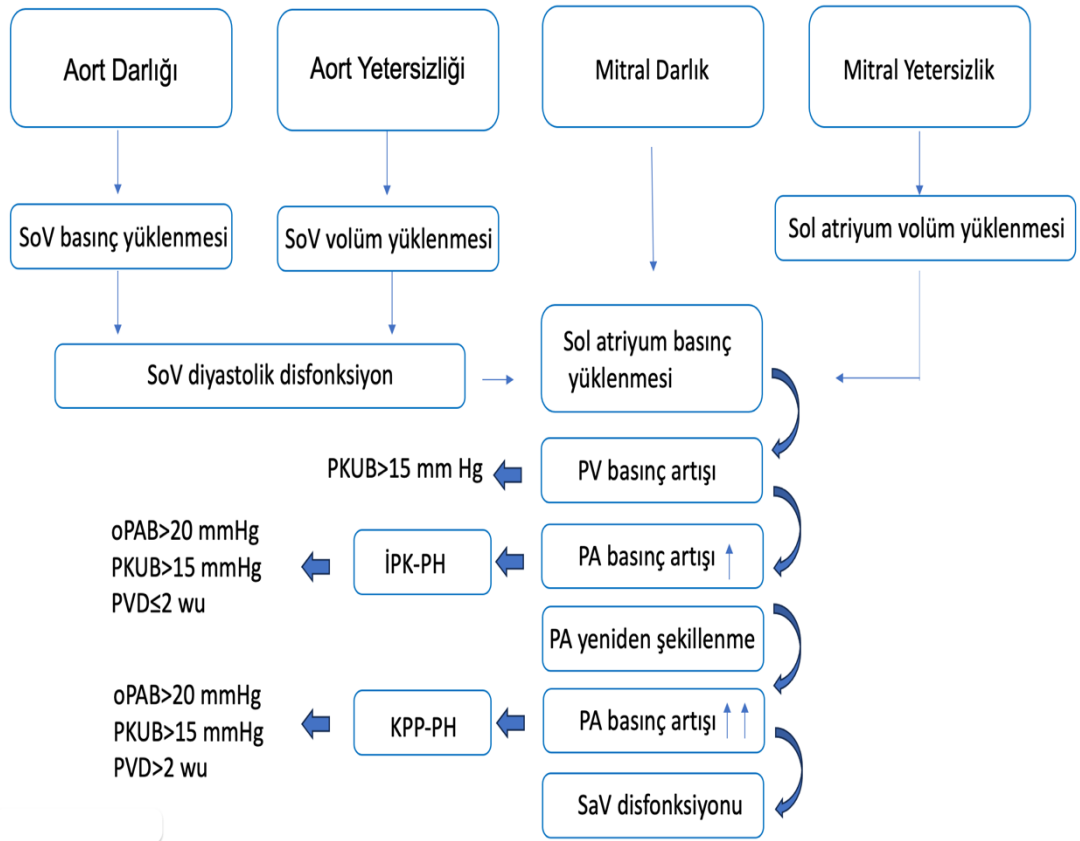 Aort Darlığı
Aort Yetersizliği
Mitral Darlık
Mitral Yetersizlik
SoV basınç yüklenmesi
SoV volüm yüklenmesi
Sol atriyum volüm yüklenmesi
SoV diyastolik disfonksiyon
Sol atriyum basınç
yüklenmesi
PKUB>15 mm Hg
PV basınç artışı
oPAB>20 mmHg
PKUB>15 mmHg
PVD≤2 wu
İPK-PH
PA basınç artışı
PA yeniden şekillenme
oPAB>20 mmHg
PKUB>15 mmHg
PVD>2 wu
KPP-PH
PA basınç artışı
SaV disfonksiyonu